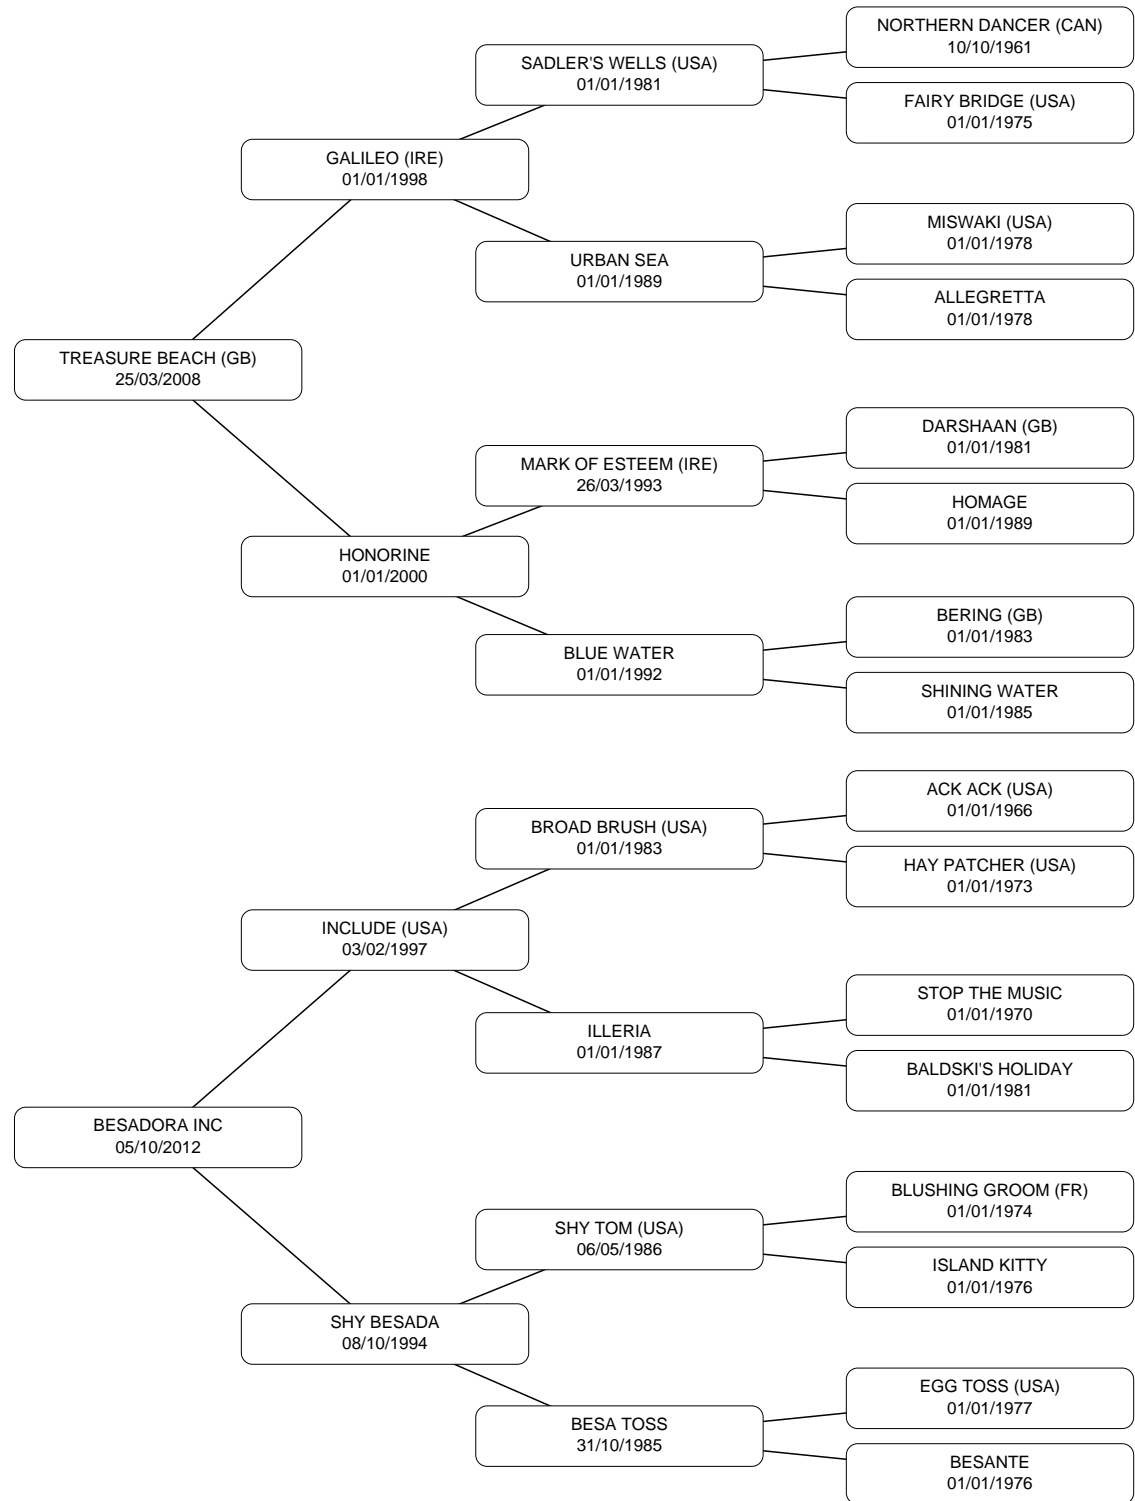 NORTHERN DANCER (CAN)
10/10/1961
SADLER'S WELLS (USA)
01/01/1981
FAIRY BRIDGE (USA)
01/01/1975
GALILEO (IRE)
01/01/1998
MISWAKI (USA)
01/01/1978
URBAN SEA
01/01/1989
ALLEGRETTA
01/01/1978
TREASURE BEACH (GB)
25/03/2008
DARSHAAN (GB)
01/01/1981
MARK OF ESTEEM (IRE)
26/03/1993
HOMAGE
01/01/1989
HONORINE
01/01/2000
BERING (GB)
01/01/1983
BLUE WATER
01/01/1992
SHINING WATER
01/01/1985
ACK ACK (USA)
01/01/1966
BROAD BRUSH (USA)
01/01/1983
HAY PATCHER (USA)
01/01/1973
INCLUDE (USA)
03/02/1997
STOP THE MUSIC
01/01/1970
ILLERIA
01/01/1987
BALDSKI'S HOLIDAY
01/01/1981
BESADORA INC
05/10/2012
BLUSHING GROOM (FR)
01/01/1974
SHY TOM (USA)
06/05/1986
ISLAND KITTY
01/01/1976
SHY BESADA
08/10/1994
EGG TOSS (USA)
01/01/1977
BESA TOSS
31/10/1985
BESANTE
01/01/1976